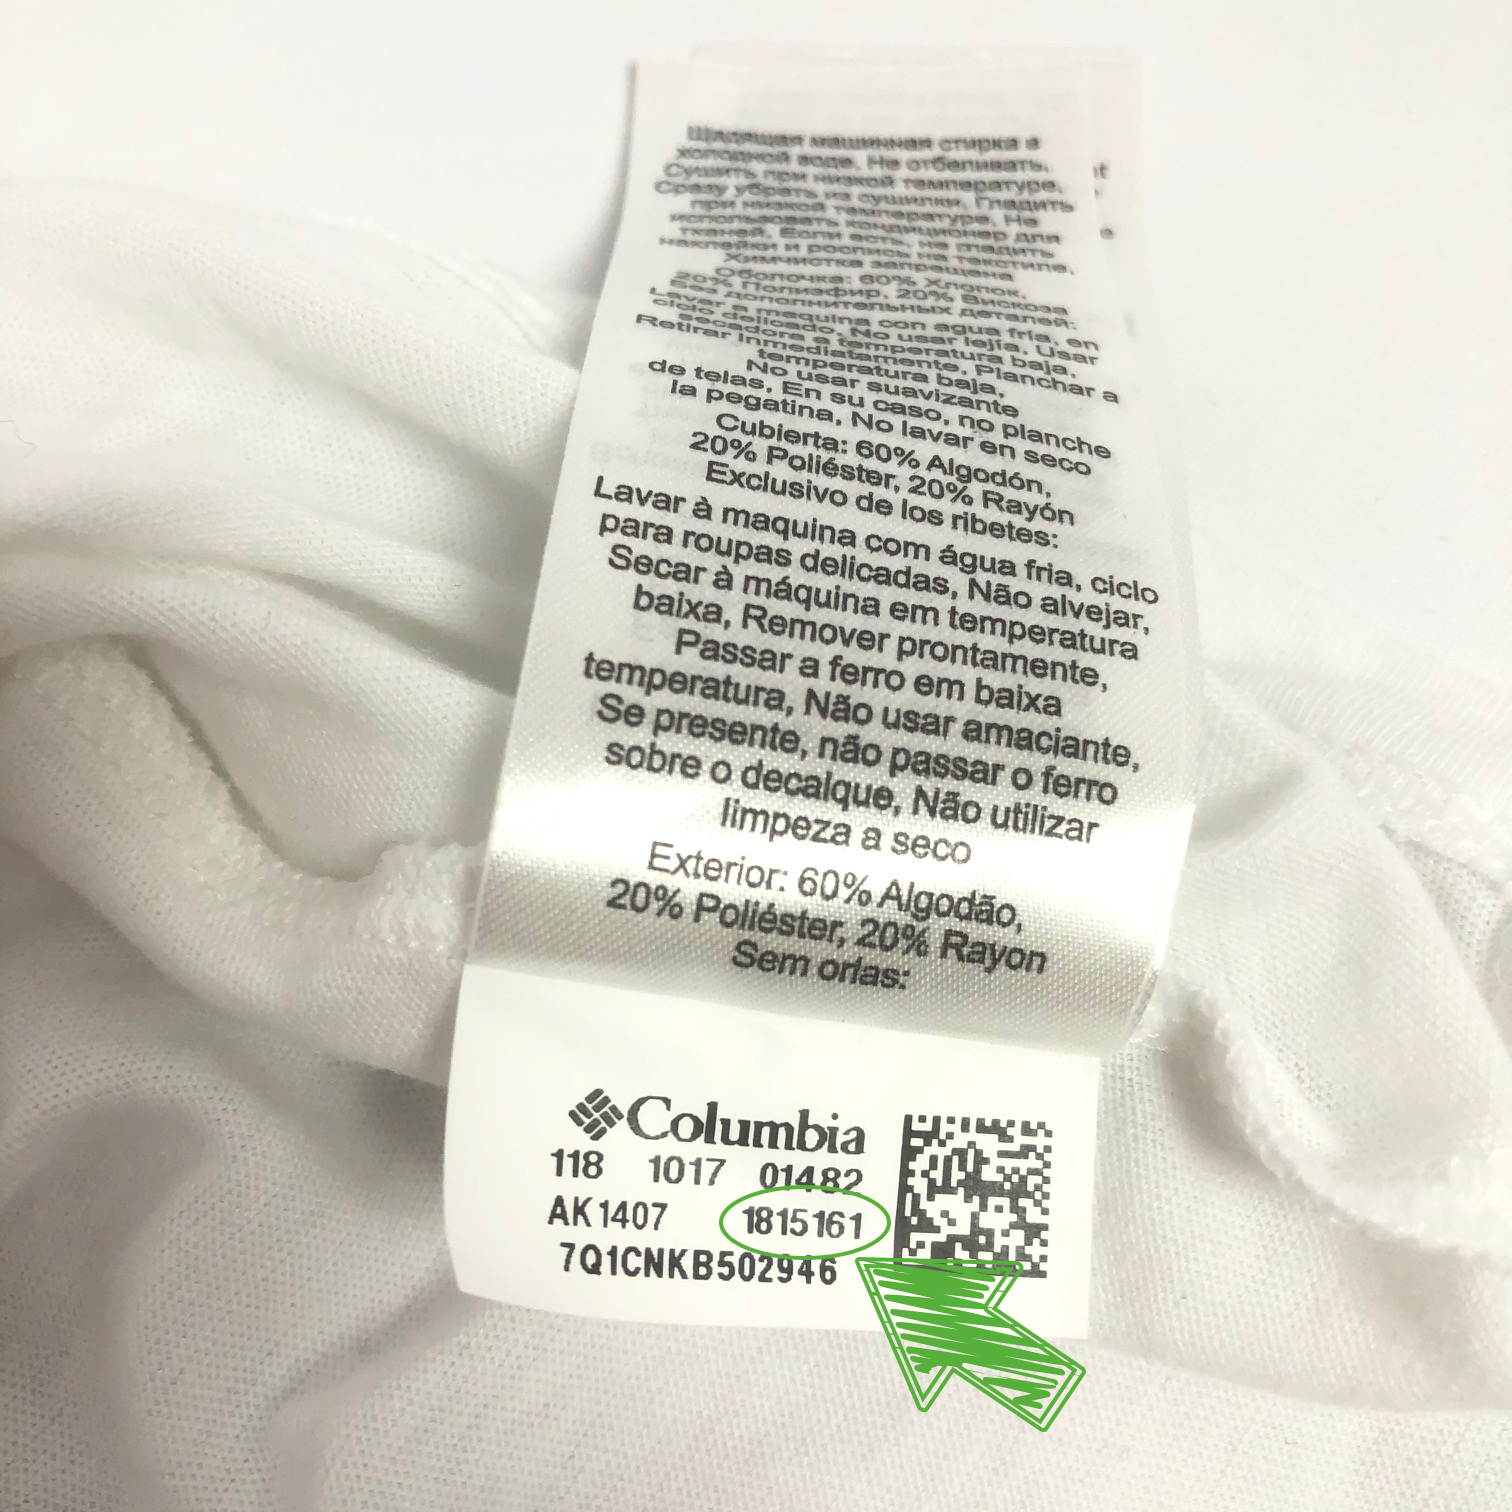 Щадящая машинная стирка в
холодной воде, Не отбеливать,
Сушить при низкой температуре,
Сразу убрать из сушилки, Гладить
при низкой температуре, Не
использовать кондиционер для
тканей, Если есть, не гладить
наклейки и роспись на текстиле,
Химчистка запрещена
Оболочка: 60% Хлопок,
20% Полиэфир, 20% Вискоза
Без дополнительных деталей:
Lavar a maquina con agua fría, en
ciclo delicado, No usar lejía, Usar
secadora a temperatura baja,
Retirar inmediatamente, Planchar a
temperatura baja,
No usar suavizante
de telas, En su caso, no planche
la pegatina, No lavar en seco
Cubierta: 60% Algodón,
20% Poliéster, 20% Rayón
Exclusivo de los ribetes:
Lavar à maquina com água fria, ciclo
para roupas delicadas, Não alvejar,
Secar à máquina em temperatura
baixa, Remover prontamente,
Passar a ferro em baixa
temperatura, Não usar amaciante,
Se presente, não passar o ferro
sobre o decalque, Não utilizar
limpeza a seco
Exterior: 60% Algodão,
20% Poliéster, 20% Rayon
Sem orlas:
Columbia
118 1017 01482
AK1407 1815161
7Q1CNKB502946